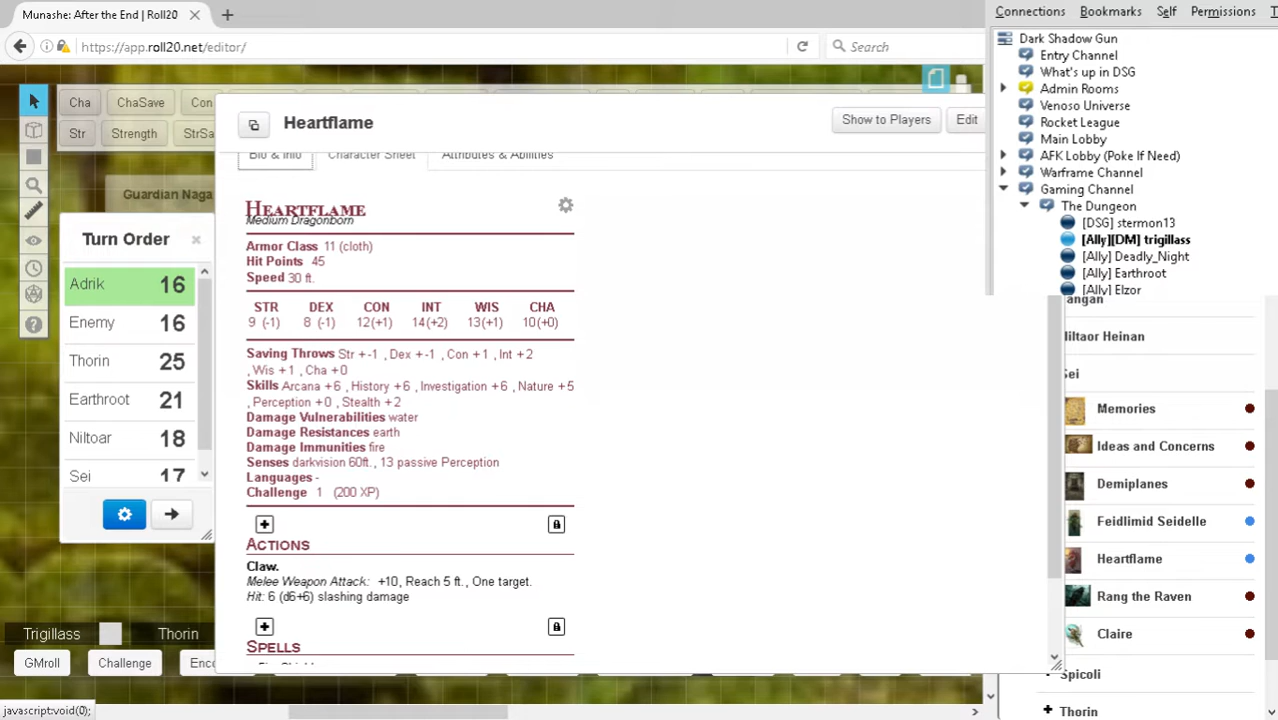 Munashe: After the End | Roll20
https://app.roll20.net/editor/
Search
Connections Bookmarks Self Permissions
Dark Shadow Gun
Entry Channel
What's up in DSG
Admin Rooms
Venoso Universe
Rocket League
Main Lobby
AFK Lobby (Poke If Need)
Warframe Channel
Gaming Channel
The Dungeon
[DSG] stermon13
[Ally][DM] trigillass
[Ally] Deadly_Night
[Ally] Earthroot
[Ally] Elzor
Cha ChaSave Con
Str Strength StrSa
Guardian Naga
Turn Order
Adrik 16
Enemy 16
Thorin 25
Earthroot 21
Niltoar 18
Sei 17
Heartflame
Show to Players Edit
Bio & Info Character Sheet Attributes & Abilities
HEARTFLAME
Medium Dragonborn
Armor Class 11 (cloth)
Hit Points 45
Speed 30 ft.
STR DEX CON INT WIS CHA
9 (-1) 8 (-1) 12(+1) 14(+2) 13(+1) 10(+0)
Saving Throws Str + -1 , Dex + -1 , Con + 1 , Int + 2
, Wis + 1 , Cha + 0
Skills Arcana + 6 , History + 6 , Investigation + 6 , Nature + 5
, Perception + 0 , Stealth + 2
Damage Vulnerabilities water
Damage Resistances earth
Damage Immunities fire
Senses darkvision 60ft. , 13 passive Perception
Languages -
Challenge 1 (200 XP)
ACTIONS
Claw.
Melee Weapon Attack: +10, Reach 5 ft. , One target.
Hit: 6 (d6+6) slashing damage
SPELLS
iltaor Heinan
Sei
Memories
Ideas and Concerns
Demiplanes
Feidlimid Seidelle
Heartflame
Rang the Raven
Claire
Spicoli
Thorin
Trigillass Thorin
GMroll Challenge Enc
javascript:void(0);